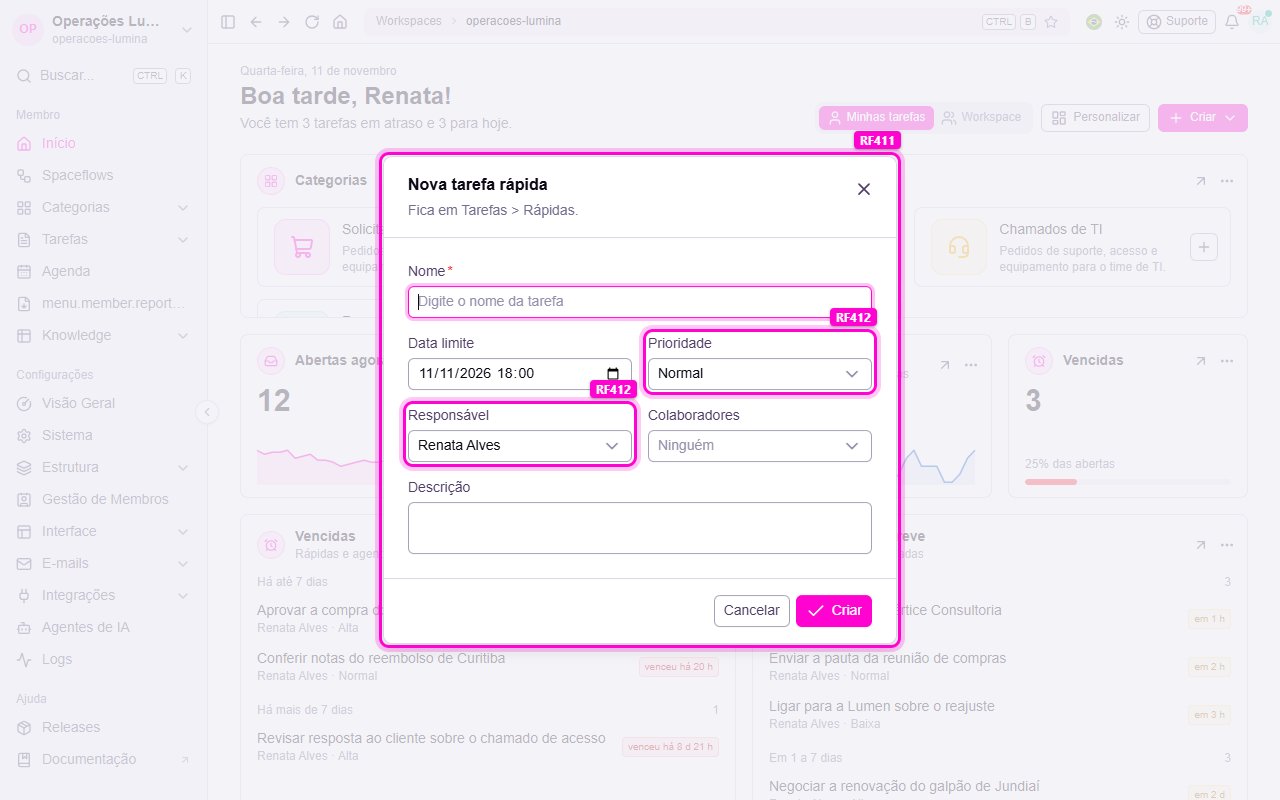 OP
Operações Lu...
operacoes-lumina
Workspaces > operacoes-lumina
CTRL B
Suporte
RA
Buscar... CTRL K
Membro
Início
Spaceflows
Categorias
Tarefas
Agenda
menu.member.report...
Knowledge
Configurações
Visão Geral
Sistema
Estrutura
Gestão de Membros
Interface
E-mails
Integrações
Agentes de IA
Logs
Ajuda
Releases
Documentação
Quarta-feira, 11 de novembro
Boa tarde, Renata!
Você tem 3 tarefas em atraso e 3 para hoje.
Minhas tarefas
Workspace
Personalizar
Criar
RF411
Categorias
Chamados de TI
Pedidos de suporte, acesso e
equipamento para o time de TI.
Nova tarefa rápida
Fica em Tarefas > Rápidas.
Nome*
Digite o nome da tarefa
RF412
Data limite
11/11/2026 18:00
Prioridade
Normal
RF412
Responsável
Renata Alves
Colaboradores
Ninguém
Descrição
Cancelar
Criar
12
Vencidas
3
25% das abertas
Vencidas
Há até 7 dias
Renata Alves · Alta
Conferir notas do reembolso de Curitiba
Renata Alves · Normal
venceu há 20 h
Há mais de 7 dias
1
Revisar resposta ao cliente sobre o chamado de acesso
Renata Alves · Alta
venceu há 8 d 21 h
3
em 1 h
Enviar a pauta da reunião de compras
Renata Alves · Normal
em 2 h
Ligar para a Lumen sobre o reajuste
Renata Alves · Baixa
em 3 h
Em 1 a 7 dias
3
Negociar a renovação do galpão de Jundiaí
em 2 d